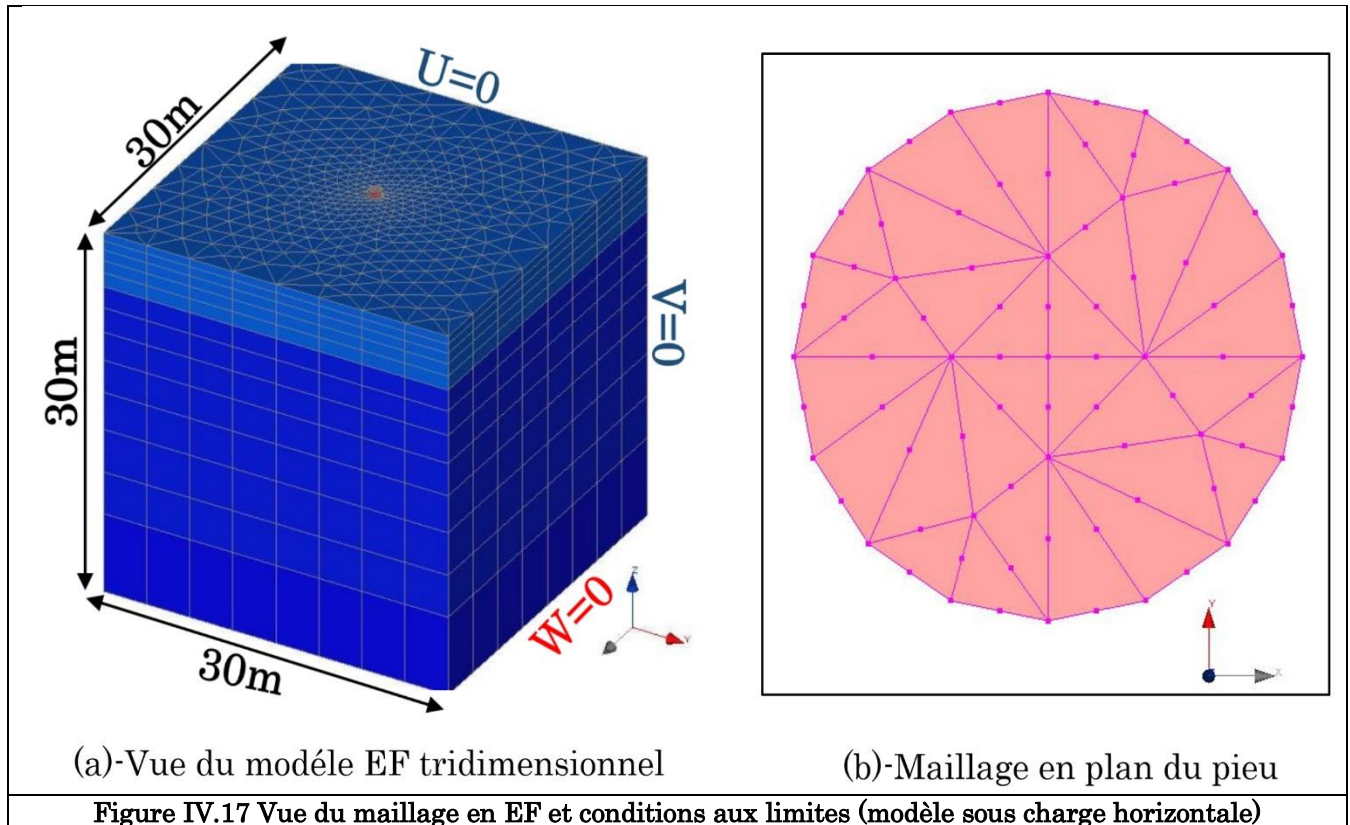 U=0
30m
V=0
30m
W=0
30m
Z
Y
Y
X
(a)-Vue du modéle EF tridimensionnel
(b)-Maillage en plan du pieu
Figure IV.17 Vue du maillage en EF et conditions aux limites (modèle sous charge horizontale)